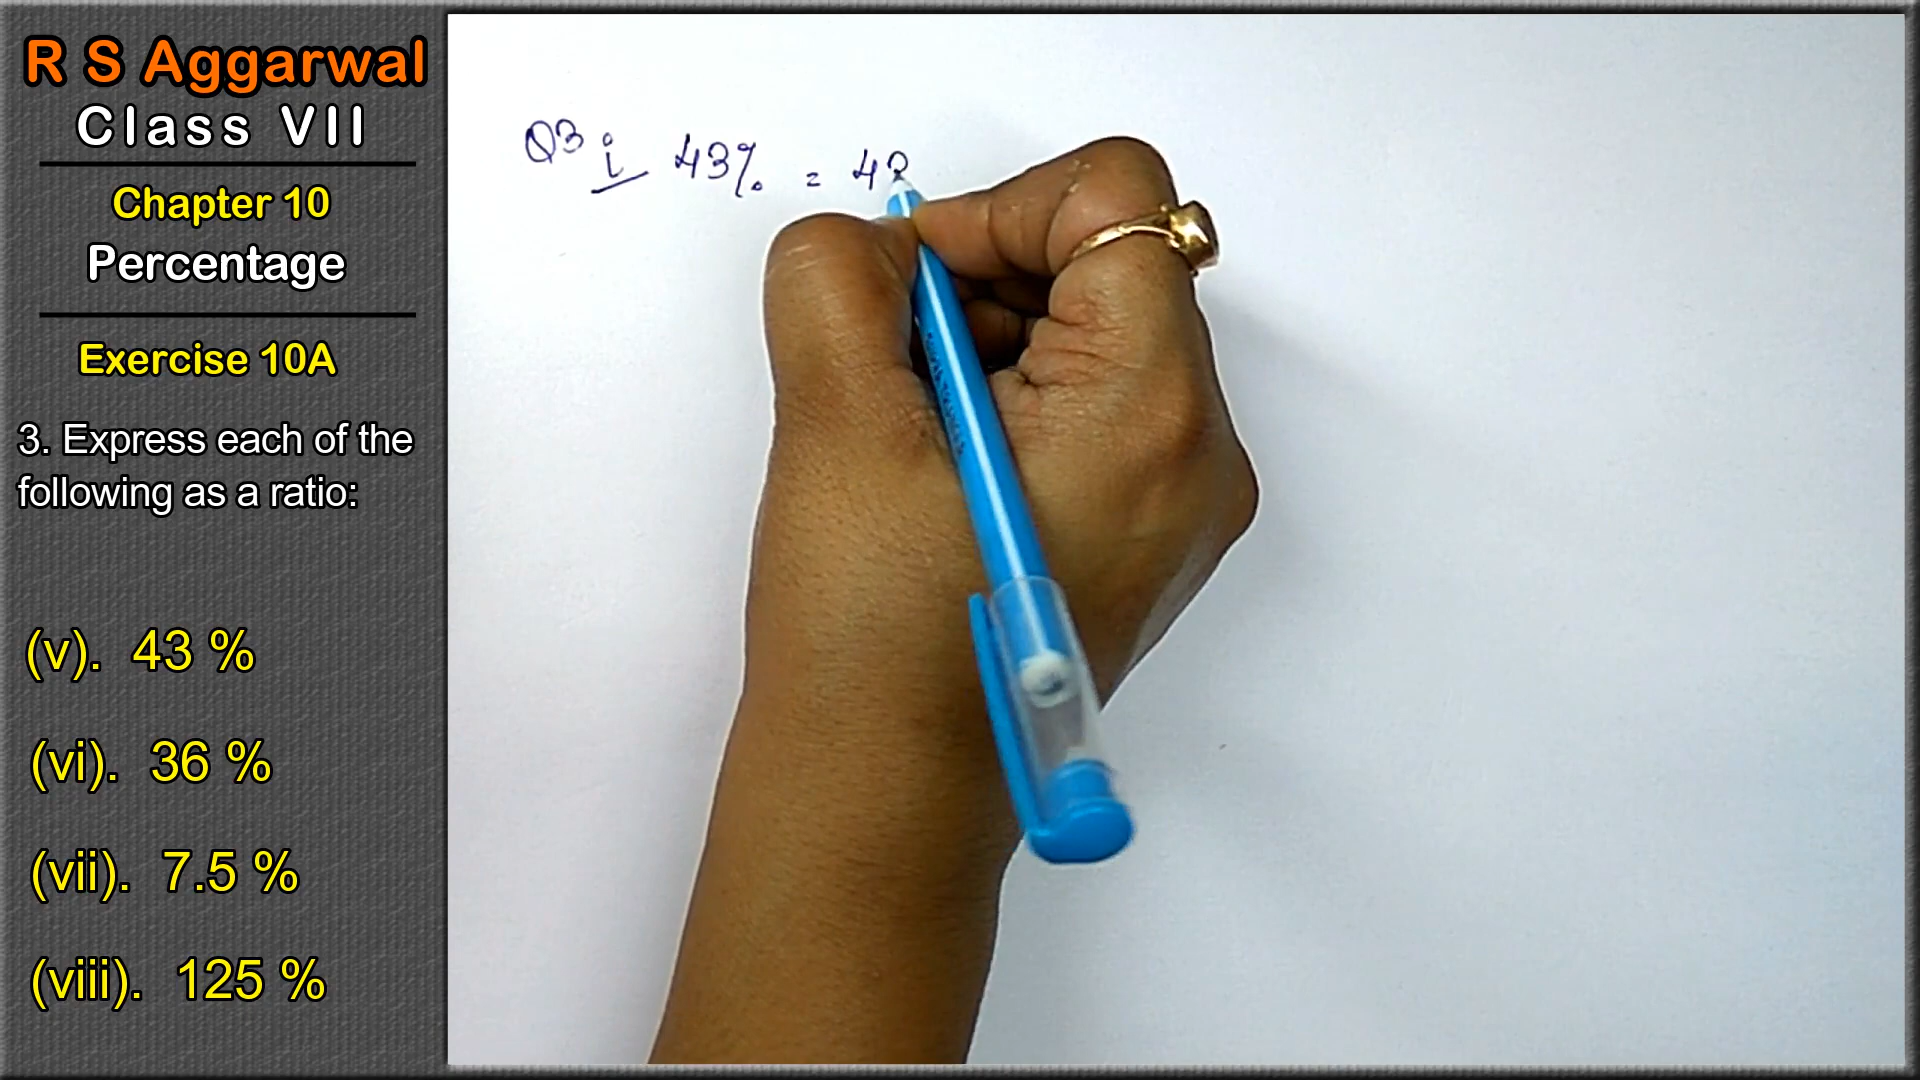 R S Aggarwal
Class VII
Chapter 10
Percentage
Exercise 10A
3. Express each of the
following as a ratio:
(v). 43 %
(vi). 36 %
(vii). 7.5 %
(viii). 125 %
Q3 i 43% = 43